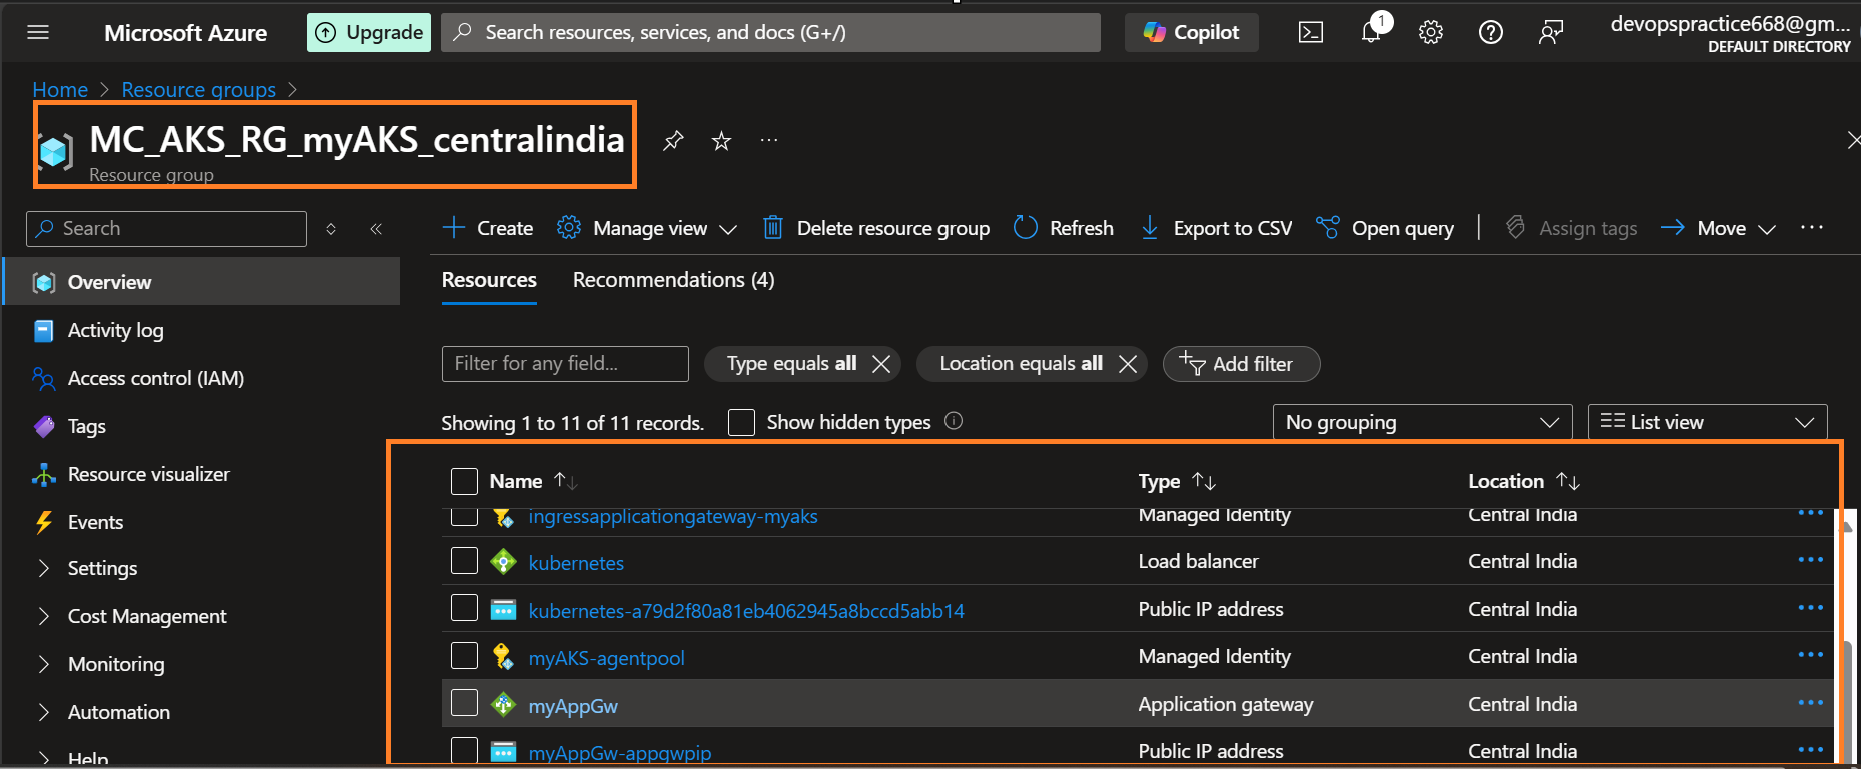 Microsoft Azure
Upgrade
Search resources, services, and docs (G+/)
Copilot
1
devopspractice668@gm...
DEFAULT DIRECTORY
Home
Resource groups
MC_AKS_RG_myAKS_centralindia
Resource group
Search
Create
Manage view
Delete resource group
Refresh
Export to CSV
Open query
Assign tags
Move
Overview
Activity log
Access control (IAM)
Tags
Resource visualizer
Events
Settings
Cost Management
Monitoring
Automation
Help
Resources
Recommendations (4)
Filter for any field...
Type equals all
Location equals all
Add filter
Showing 1 to 11 of 11 records.
Show hidden types
No grouping
List view
Name Type Location
ingressapplicationgateway-myaks Managed Identity Central India
kubernetes Load balancer Central India
kubernetes-a79d2f80a81eb4062945a8bccd5abb14 Public IP address Central India
myAKS-agentpool Managed Identity Central India
myAppGw Application gateway Central India
myAppGw-appgwpip Public IP address Central India